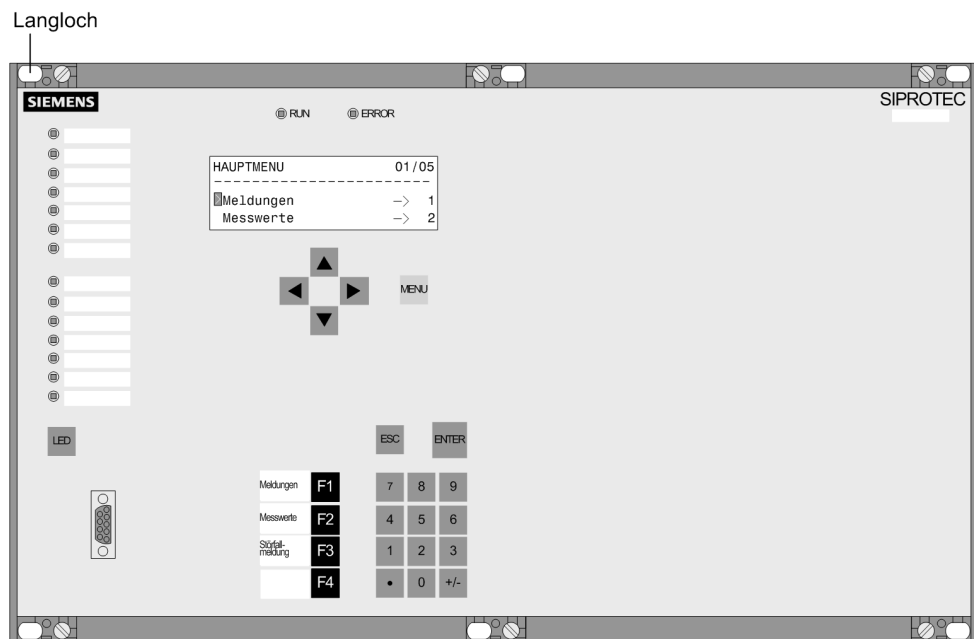 Langloch
SIEMENS
SIPROTEC
RUN
ERROR
HAUPTMENU 01/05
--------------------------
Meldungen —> 1
Messwerte —> 2
MENU
LED
ESC
ENTER
Meldungen F1
7 8 9
Messwerte F2
4 5 6
Störfall-
meldung F3
1 2 3
F4
• 0 +/-